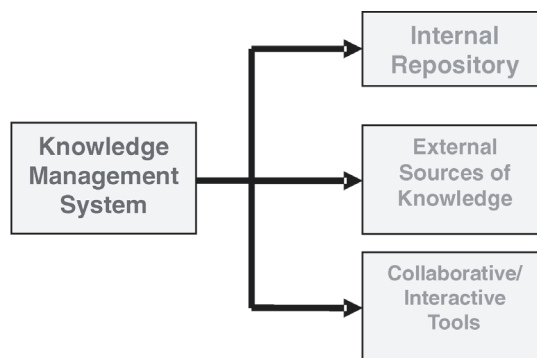 Knowledge
Management
System
Internal
Repository
External
Sources of
Knowledge
Collaborative/
Interactive
Tools